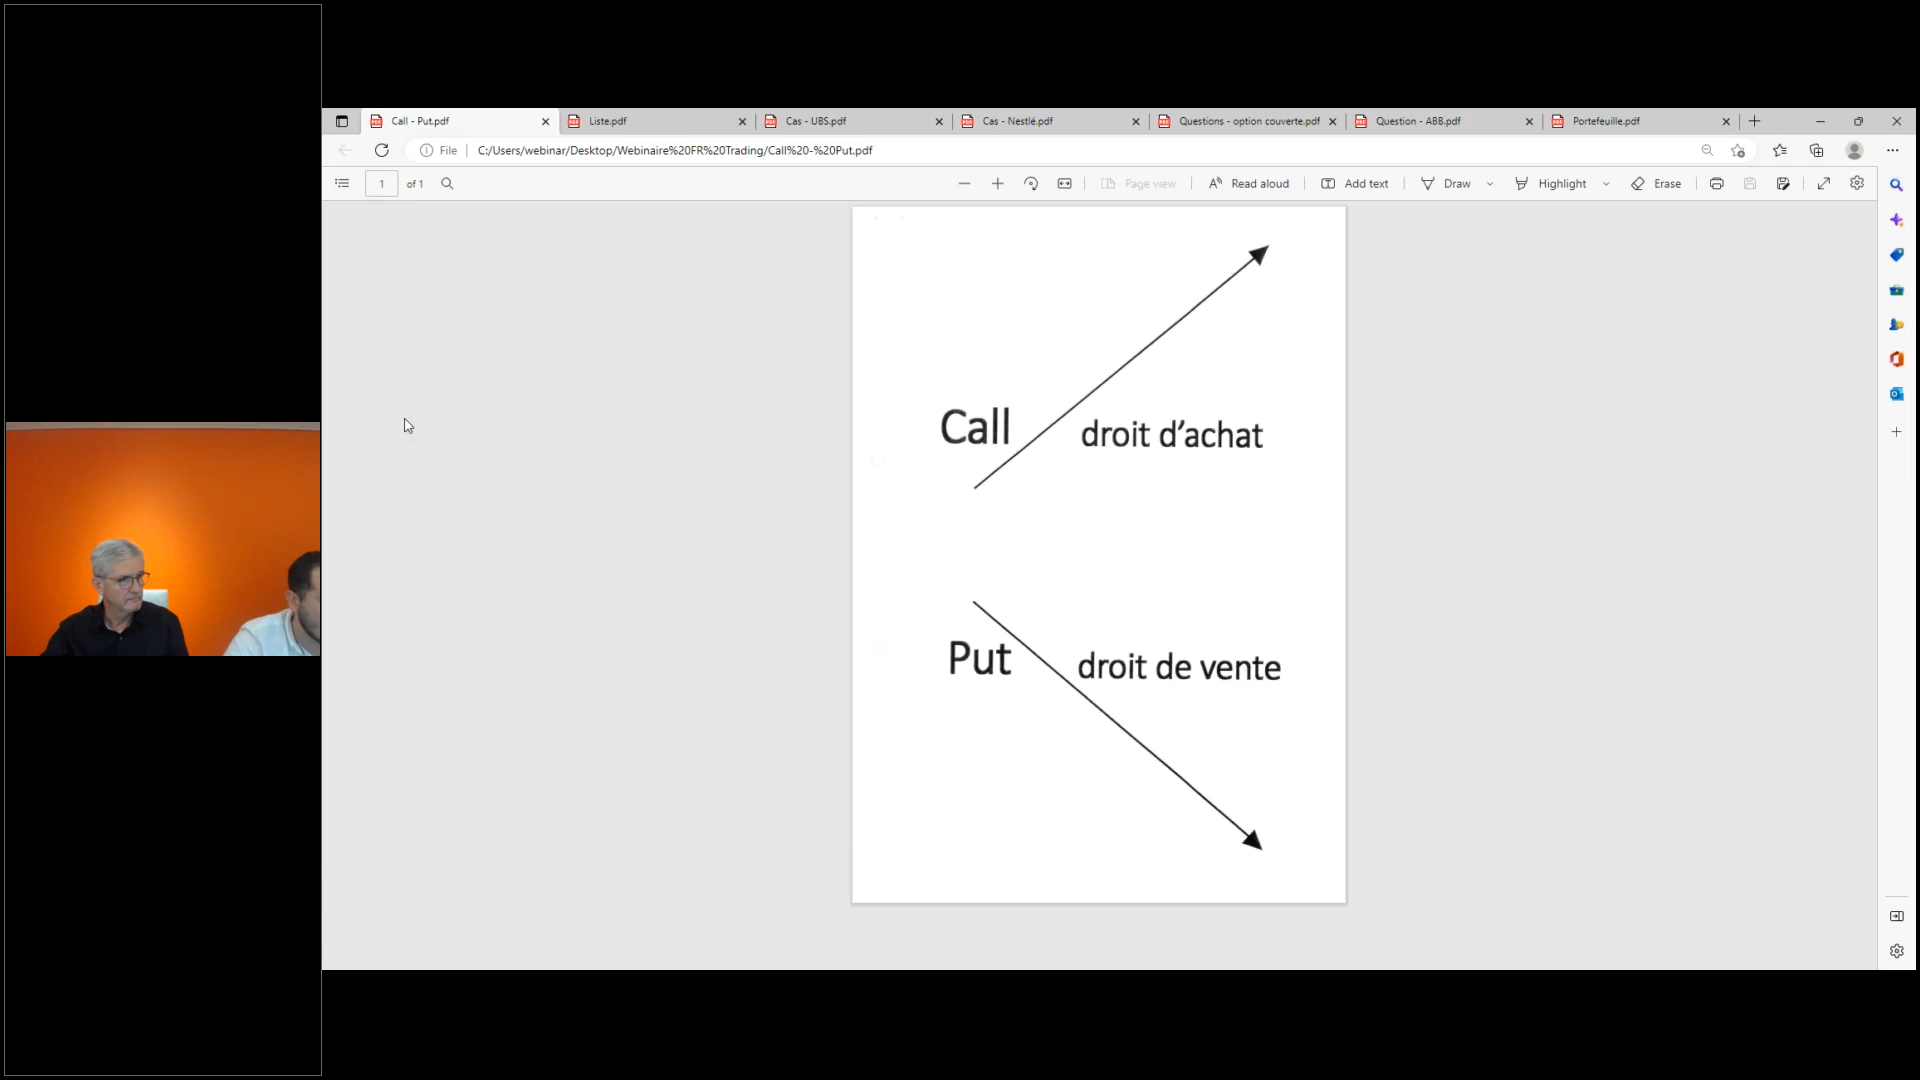 Call - Put.pdf
Liste.pdf
Cas - UBS.pdf
Cas - Nestlé.pdf
Questions - option couverte.pdf
Question - ABB.pdf
Portefeuille.pdf
File
C:/Users/webinar/Desktop/Webinaire%20FR%20Trading/Call%20-%20Put.pdf
1
of 1
Page view
Read aloud
Add text
Draw
Highlight
Erase
Call
droit d’achat
Put
droit de vente